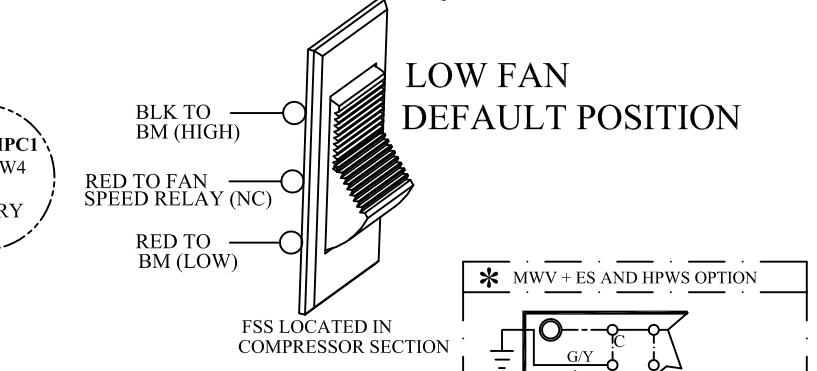 LOW FAN
DEFAULT POSITION
BLK TO
BM (HIGH)
W4
RED TO FAN
SPEED RELAY (NC)
RED TO
BM (LOW)
FSS LOCATED IN
COMPRESSOR SECTION
* MWV + ES AND HPWS OPTION
C
G/Y